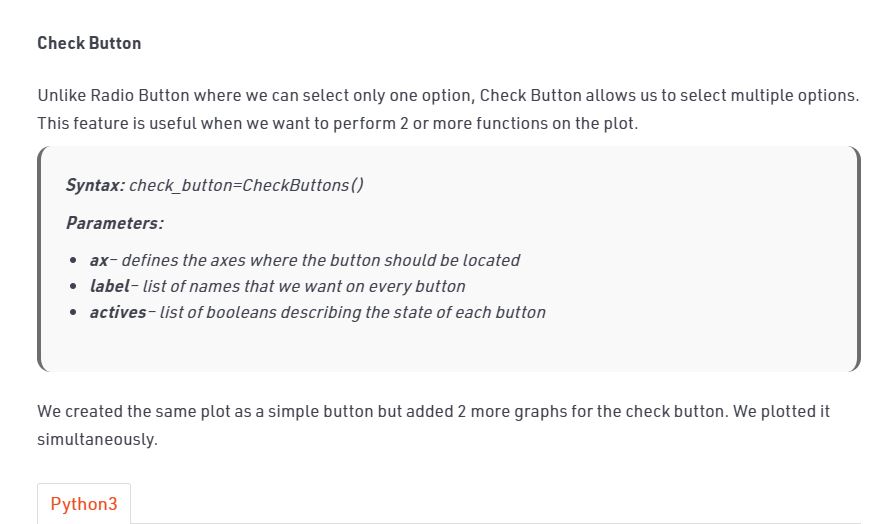 Check Button
Unlike Radio Button where we can select only one option, Check Button allows us to select multiple options.
This feature is useful when we want to perform 2 or more functions on the plot.
Syntax: check_button=CheckButtons()
Parameters:
• ax– defines the axes where the button should be located
• label– list of names that we want on every button
• actives– list of booleans describing the state of each button
We created the same plot as a simple button but added 2 more graphs for the check button. We plotted it
simultaneously.
Python3